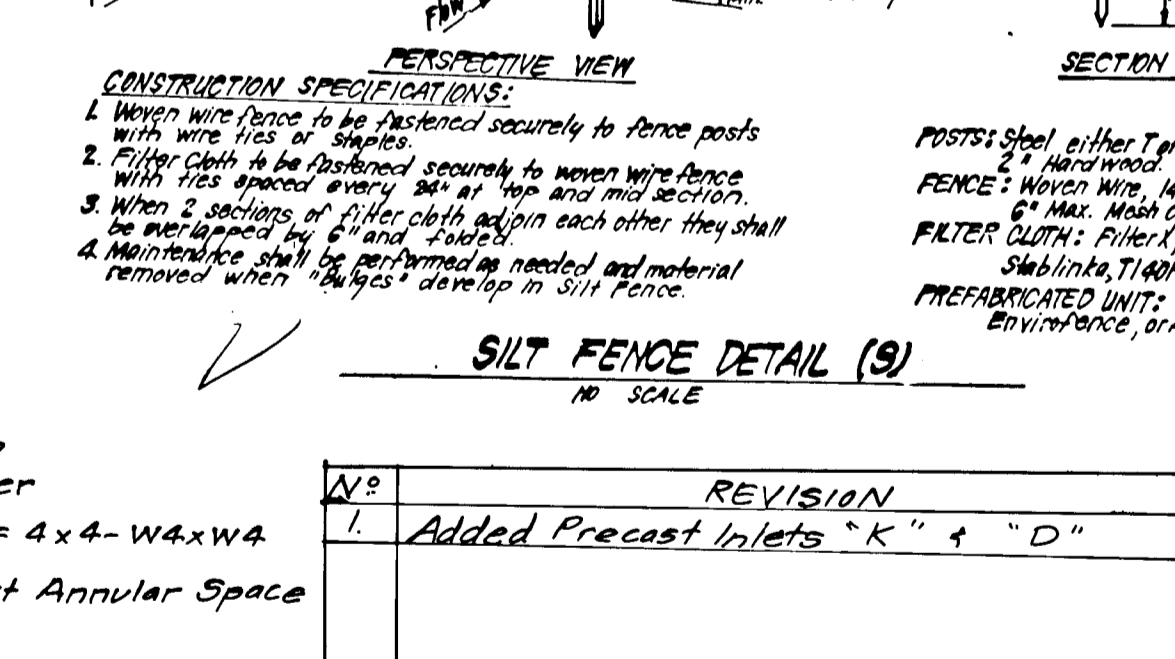 Flow
PERSPECTIVE VIEW
CONSTRUCTION SPECIFICATIONS:
1. Woven wire fence to be fastened securely to fence posts
with wire ties or staples.
2. Filter cloth to be fastened securely to woven wire fence
with ties spaced every 24" at top and mid section.
3. When 2 sections of filter cloth adjoin each other they shall
be overlapped by 6" and folded.
4. Maintenance shall be performed as needed and material
removed when "Bulges" develop in Silt Fence.
SECTION
POSTS: Steel either T or
2" Hardwood.
FENCE: Woven Wire, 14
6" Max. Mesh
FILTER CLOTH: Filter X,
Stablinka, T140
PREFABRICATED UNIT:
Envirofence, or
SILT FENCE DETAIL (S)
NO SCALE
er
= 4x4-W4xW4
Annular Space
Nº REVISION
1. Added Precast Inlets "K" & "D"